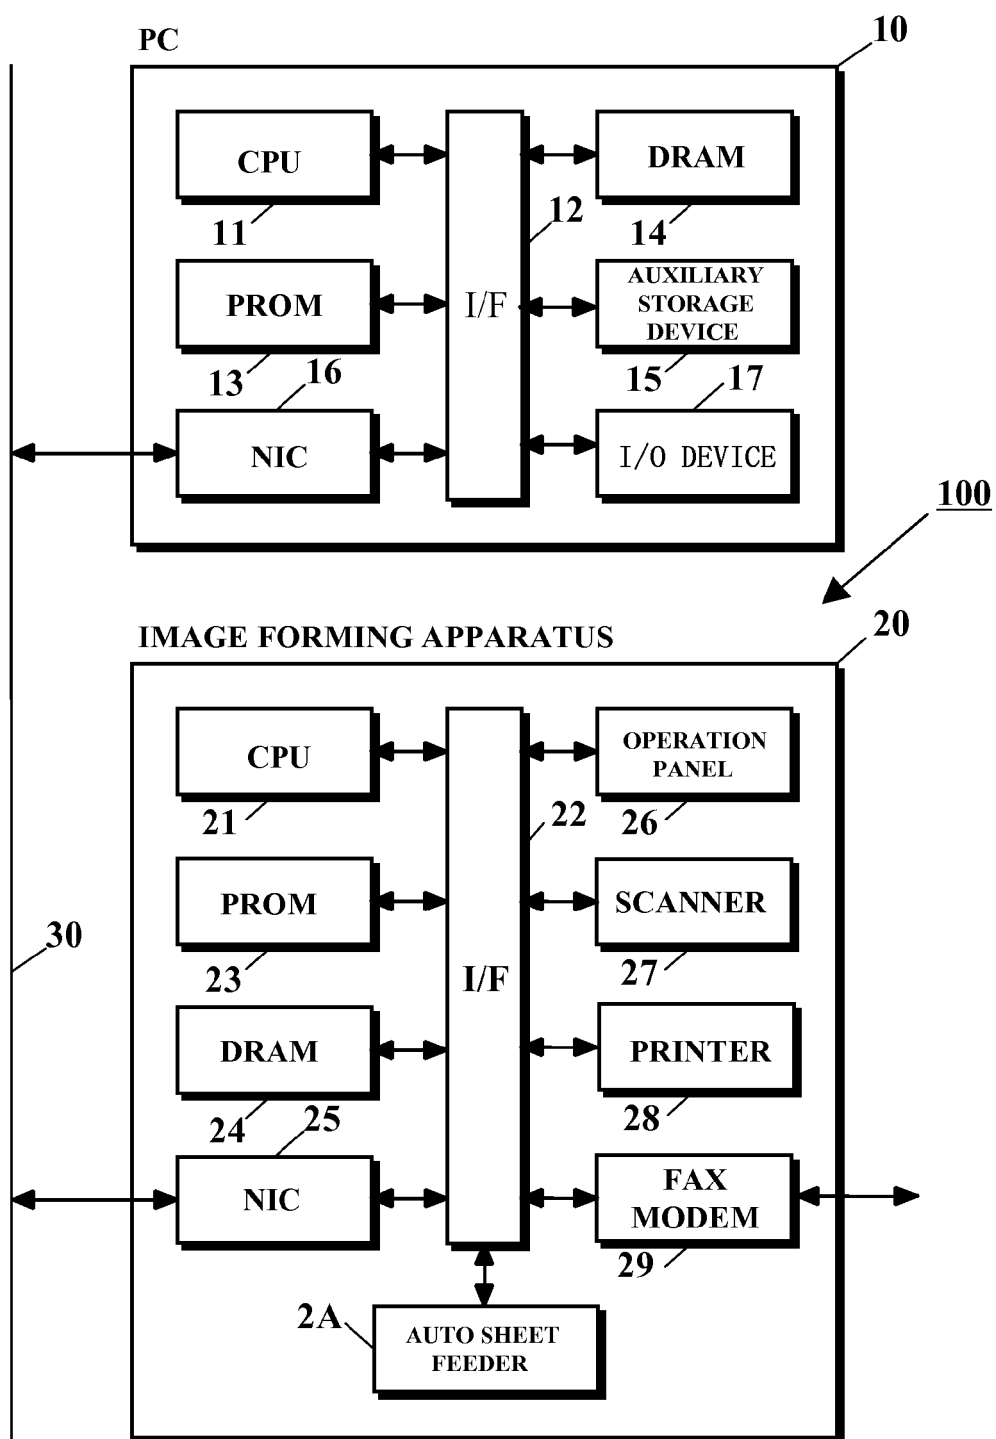 PC
10
CPU
11
I/F
12
DRAM
14
PROM
13
AUXILIARY
STORAGE
DEVICE
15
16
NIC
17
I/O DEVICE
100
IMAGE FORMING APPARATUS
20
CPU
21
I/F
22
OPERATION
PANEL
26
PROM
23
SCANNER
27
30
DRAM
24
PRINTER
28
25
NIC
FAX
MODEM
29
2A
AUTO SHEET
FEEDER